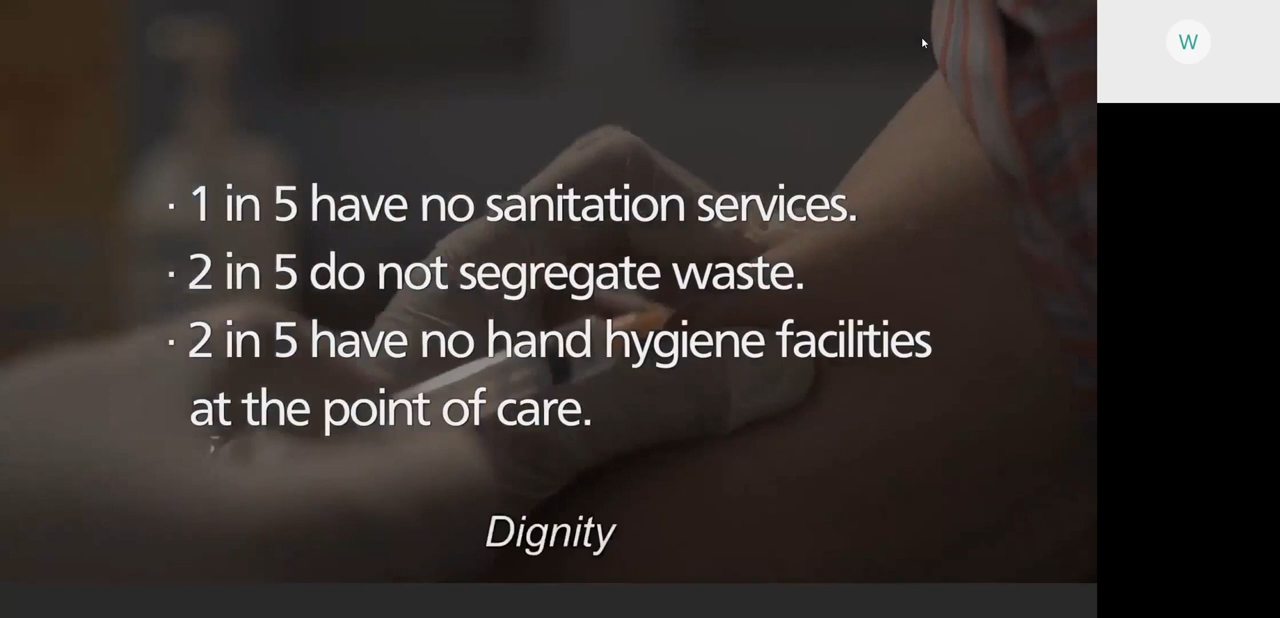 W
· 1 in 5 have no sanitation services.
· 2 in 5 do not segregate waste.
· 2 in 5 have no hand hygiene facilities
at the point of care.
Dignity